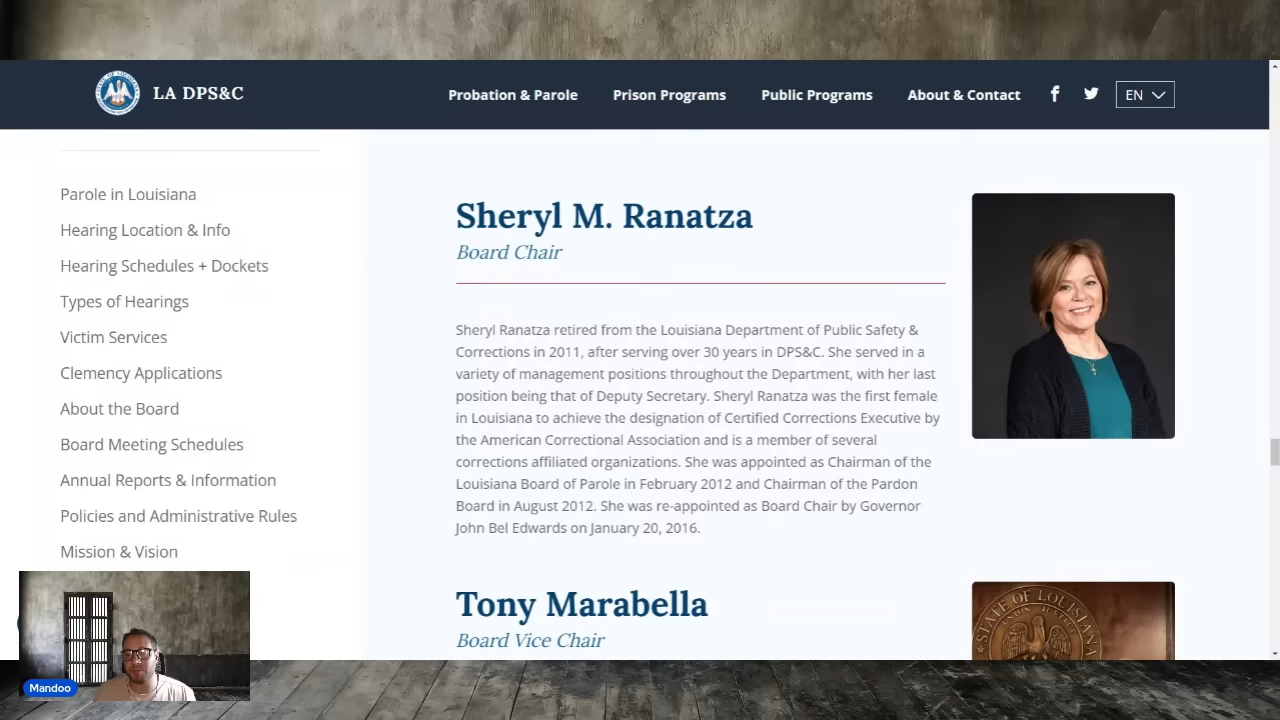 LA DPS&C
Probation & Parole
Prison Programs
Public Programs
About & Contact
EN
Parole in Louisiana
Hearing Location & Info
Hearing Schedules + Dockets
Types of Hearings
Victim Services
Clemency Applications
About the Board
Board Meeting Schedules
Annual Reports & Information
Policies and Administrative Rules
Mission & Vision
Sheryl M. Ranatza
Board Chair
Sheryl Ranatza retired from the Louisiana Department of Public Safety &
Corrections in 2011, after serving over 30 years in DPS&C. She served in a
variety of management positions throughout the Department, with her last
position being that of Deputy Secretary. Sheryl Ranatza was the first female
in Louisiana to achieve the designation of Certified Corrections Executive by
the American Correctional Association and is a member of several
corrections affiliated organizations. She was appointed as Chairman of the
Louisiana Board of Parole in February 2012 and Chairman of the Pardon
Board in August 2012. She was re-appointed as Board Chair by Governor
John Bel Edwards on January 20, 2016.
Tony Marabella
Board Vice Chair
STATE OF LOUISIANA
UNION JUSTICE
Mandoo